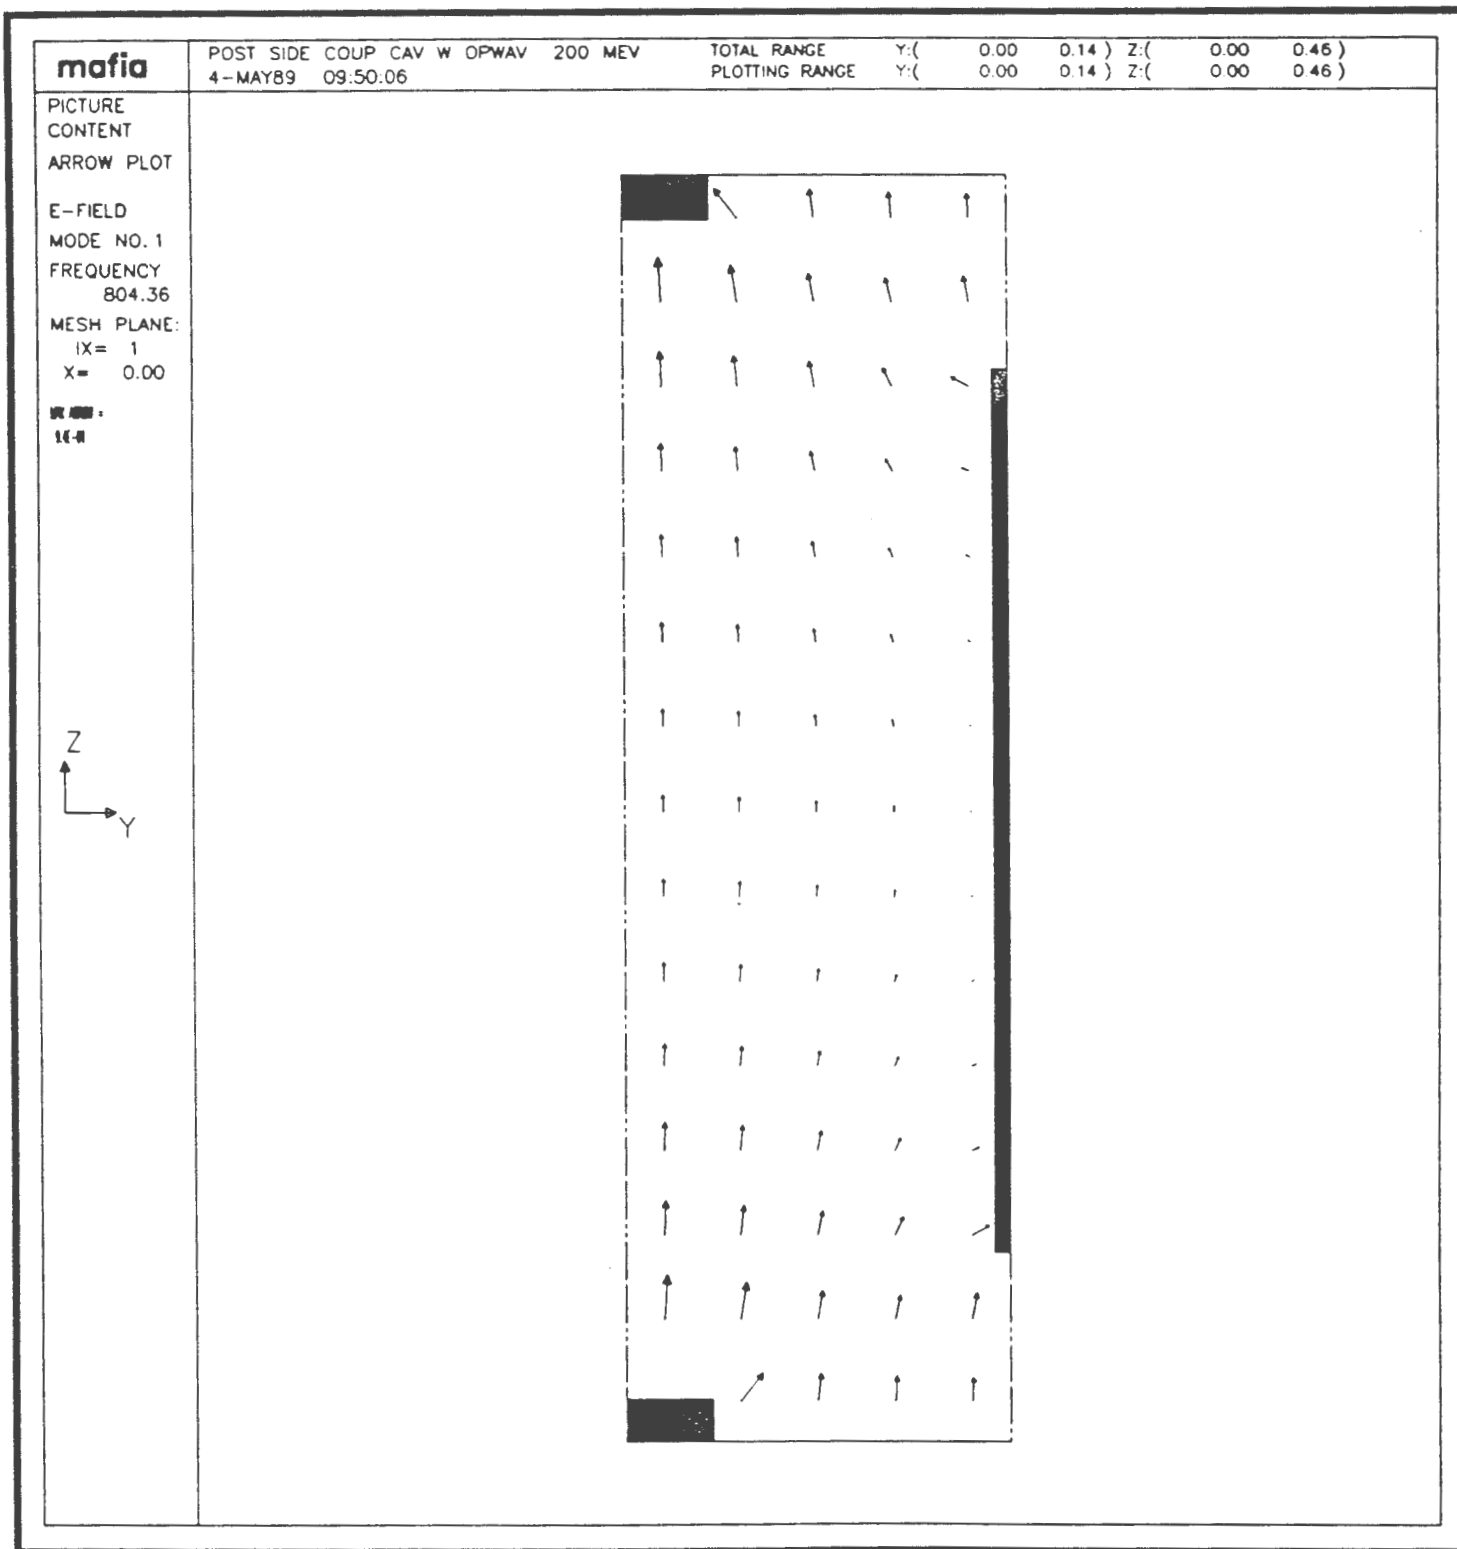 mafia
POST SIDE COUP CAV W OPWAV 200 MEV TOTAL RANGE Y:( 0.00 0.14 ) Z:( 0.00 0.46 )
4-MAY89 09:50:06 PLOTTING RANGE Y:( 0.00 0.14 ) Z:( 0.00 0.46 )
PICTURE
CONTENT
ARROW PLOT
E-FIELD
MODE NO. 1
FREQUENCY
804.36
MESH PLANE:
IX= 1
X= 0.00
Z
Y